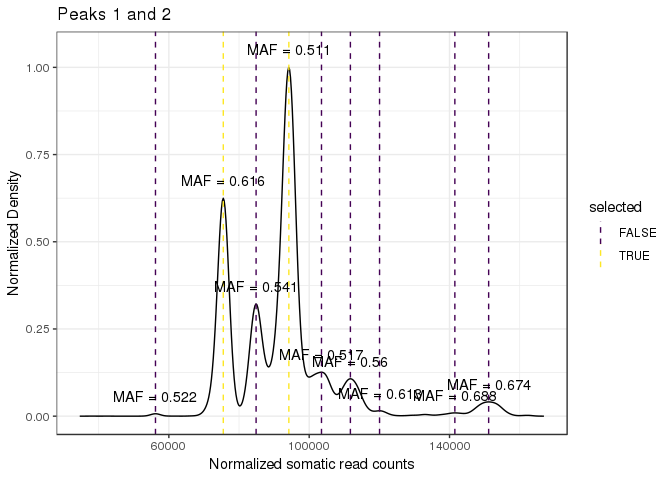 Peaks 1 and 2
MAF = 0.511
1.00
0.75
MAF = 0.616
Normalized Density
selected
FALSE
TRUE
0.50
MAF = 0.541
0.25
MAF = 0.517
MAF = 0.56
MAF = 0.674
MAF = 0.522
MAF = 0.688
0.00
60000
100000
140000
Normalized somatic read counts